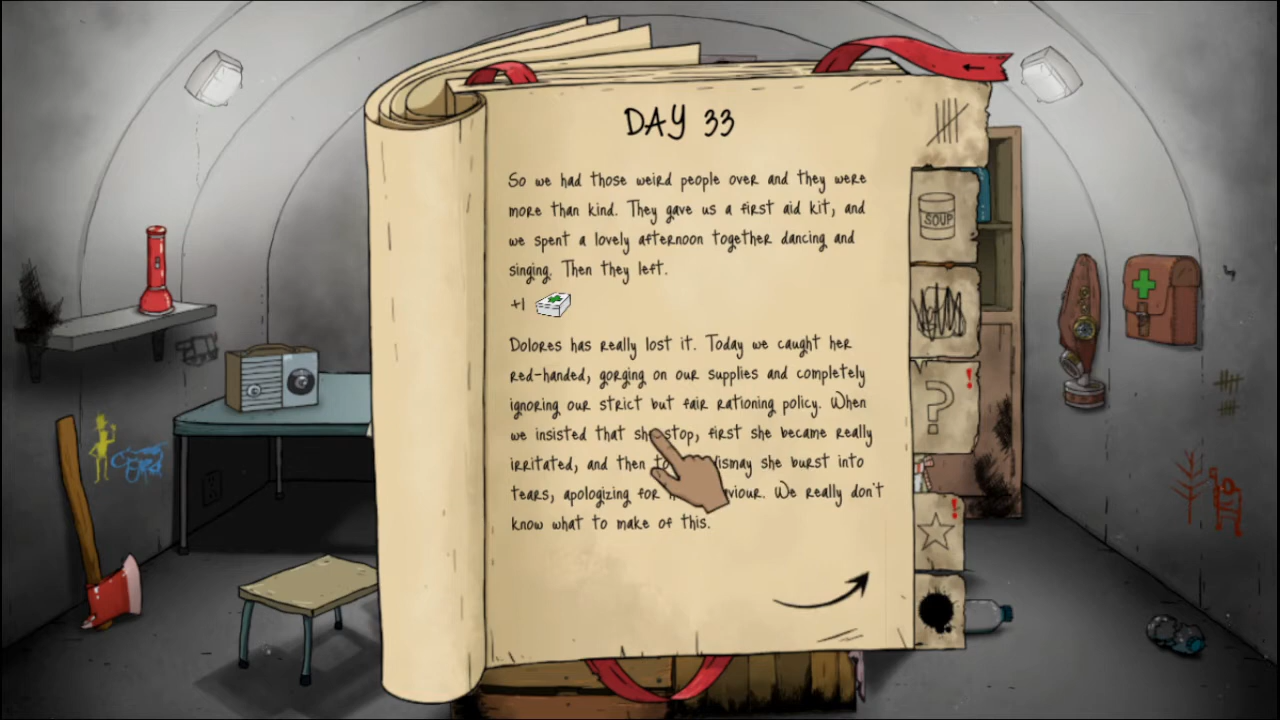 DAY 33
So we had those weird people over and they were
more than kind. They gave us a first aid kit, and
we spent a lovely afternoon together dancing and
singing. Then they left.
+1
Dolores has really lost it. Today we caught her
red-handed, gorging on our supplies and completely
ignoring our strict but fair rationing policy. When
we insisted that she stop, first she became really
irritated, and then to dismay she burst into
tears, apologizing for We really don't
know what to make of this.
SOUP
?
!
!